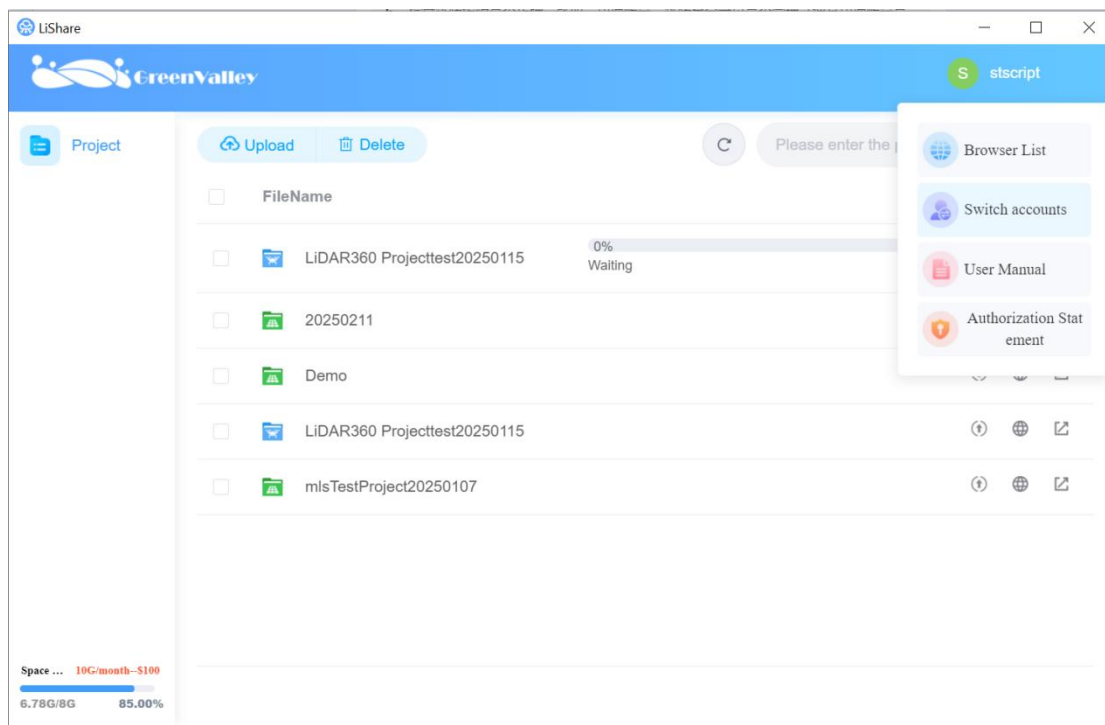 LiShare
GreenValley
S stscript
Project
Upload Delete
Please enter the
Browser List
Switch accounts
User Manual
Authorization Stat
ement
FileName
LiDAR360 Projecttest20250115
0%
Waiting
20250211
Demo
LiDAR360 Projecttest20250115
mlsTestProject20250107
Space ... 10G/month--$100
6.78G/8G 85.00%